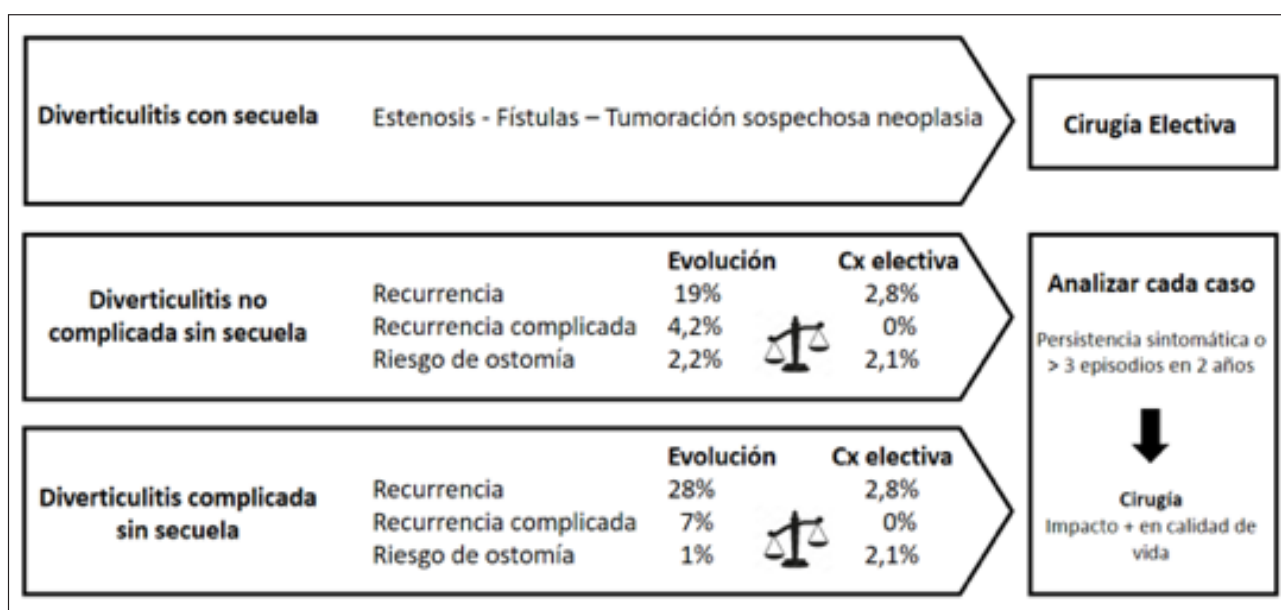 Diverticulitis con secuela
Estenosis - Fístulas – Tumoración sospechosa neoplasia
Cirugía Electiva
Diverticulitis no
complicada sin secuela
Evolución Cx electiva
Recurrencia 19% 2,8%
Recurrencia complicada 4,2% 0%
Riesgo de ostomía 2,2% 2,1%
Diverticulitis complicada
sin secuela
Evolución Cx electiva
Recurrencia 28% 2,8%
Recurrencia complicada 7% 0%
Riesgo de ostomía 1% 2,1%
Analizar cada caso
Persistencia sintomática o
> 3 episodios en 2 años
Cirugía
Impacto + en calidad de
vida